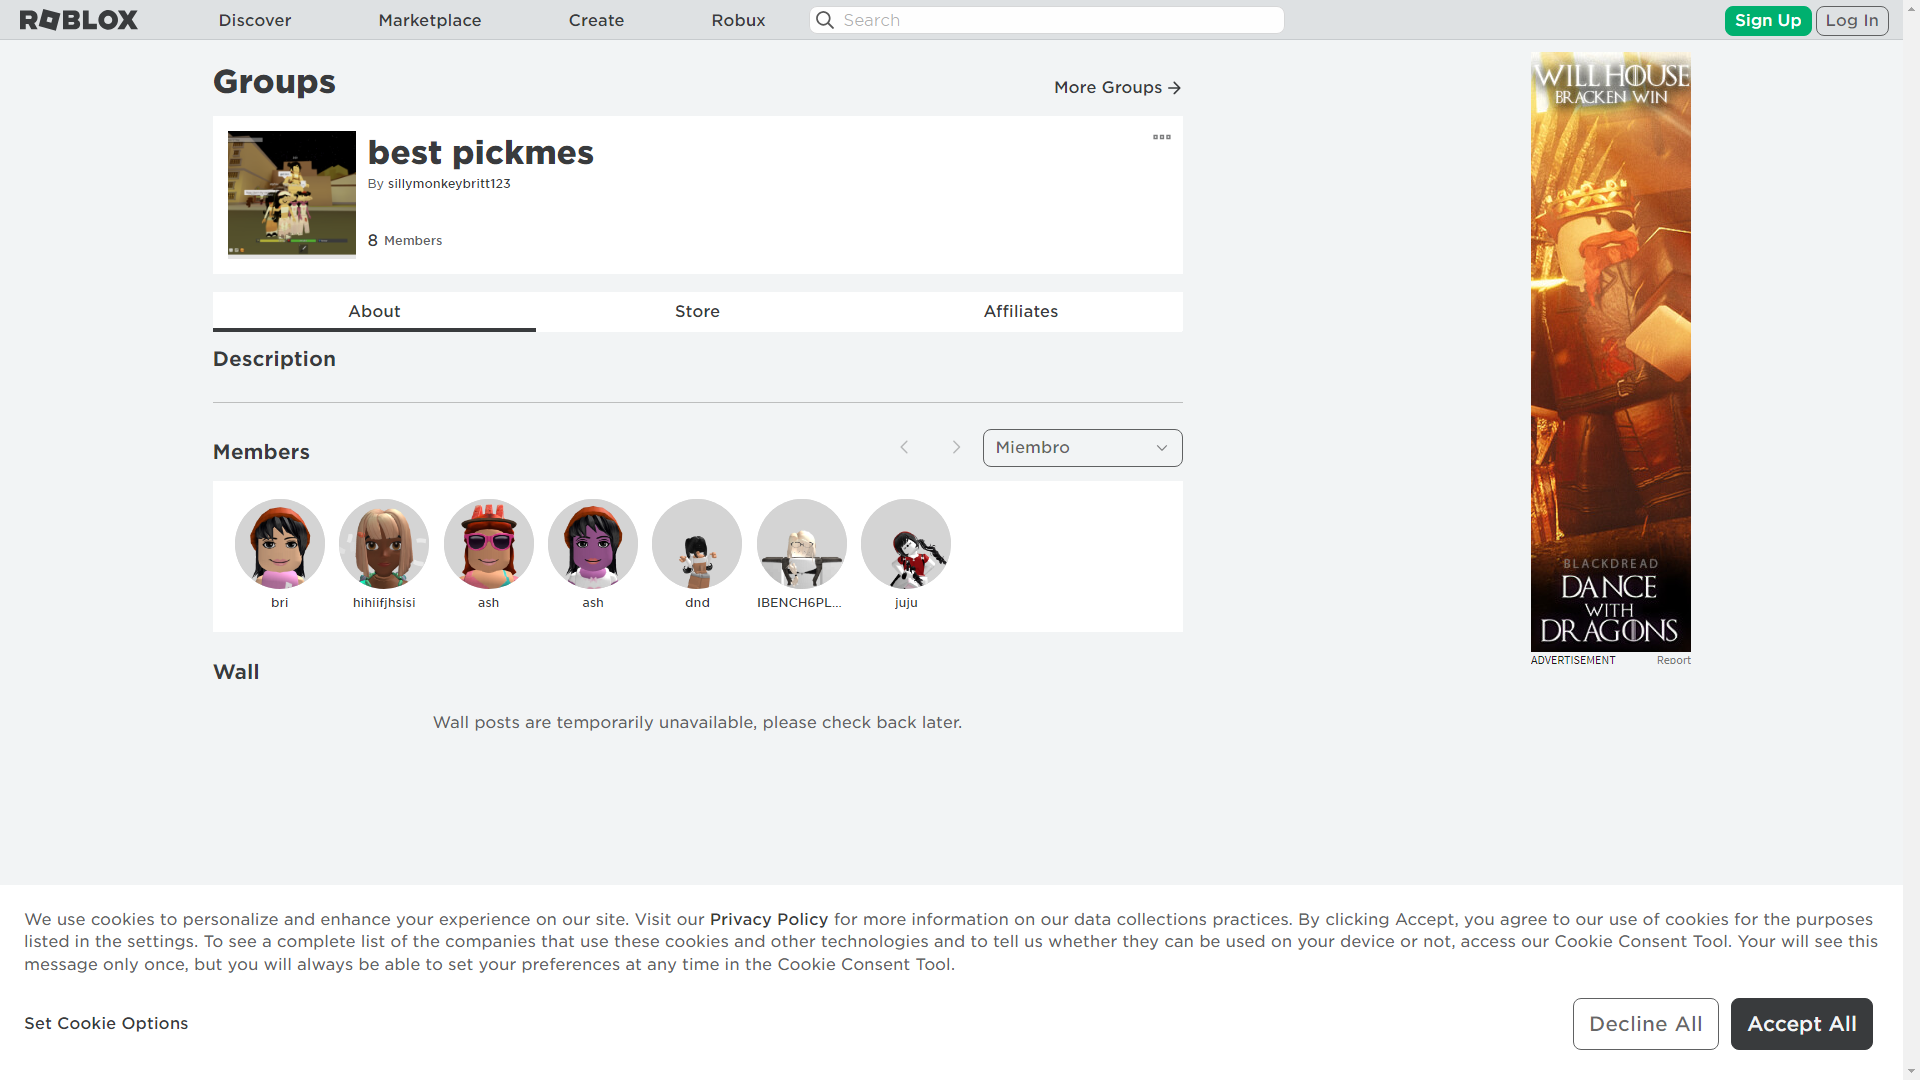 ROBLOX
Discover
Marketplace
Create
Robux
Search
Sign Up
Log In
Groups
More Groups
best pickmes
By sillymonkeybritt123
8 Members
About
Store
Affiliates
Description
Members
Miembro
bri
hihiifjhsisi
ash
ash
dnd
IBENCH6PL...
juju
Wall
Wall posts are temporarily unavailable, please check back later.
WILL HOUSE
BRACKEN WIN
BLACKDREAD
DANCE
WITH
DRAGONS
ADVERTISEMENT
Report
We use cookies to personalize and enhance your experience on our site. Visit our Privacy Policy for more information on our data collections practices. By clicking Accept, you agree to our use of cookies for the purposes
listed in the settings. To see a complete list of the companies that use these cookies and other technologies and to tell us whether they can be used on your device or not, access our Cookie Consent Tool. Your will see this
message only once, but you will always be able to set your preferences at any time in the Cookie Consent Tool.
Set Cookie Options
Decline All
Accept All